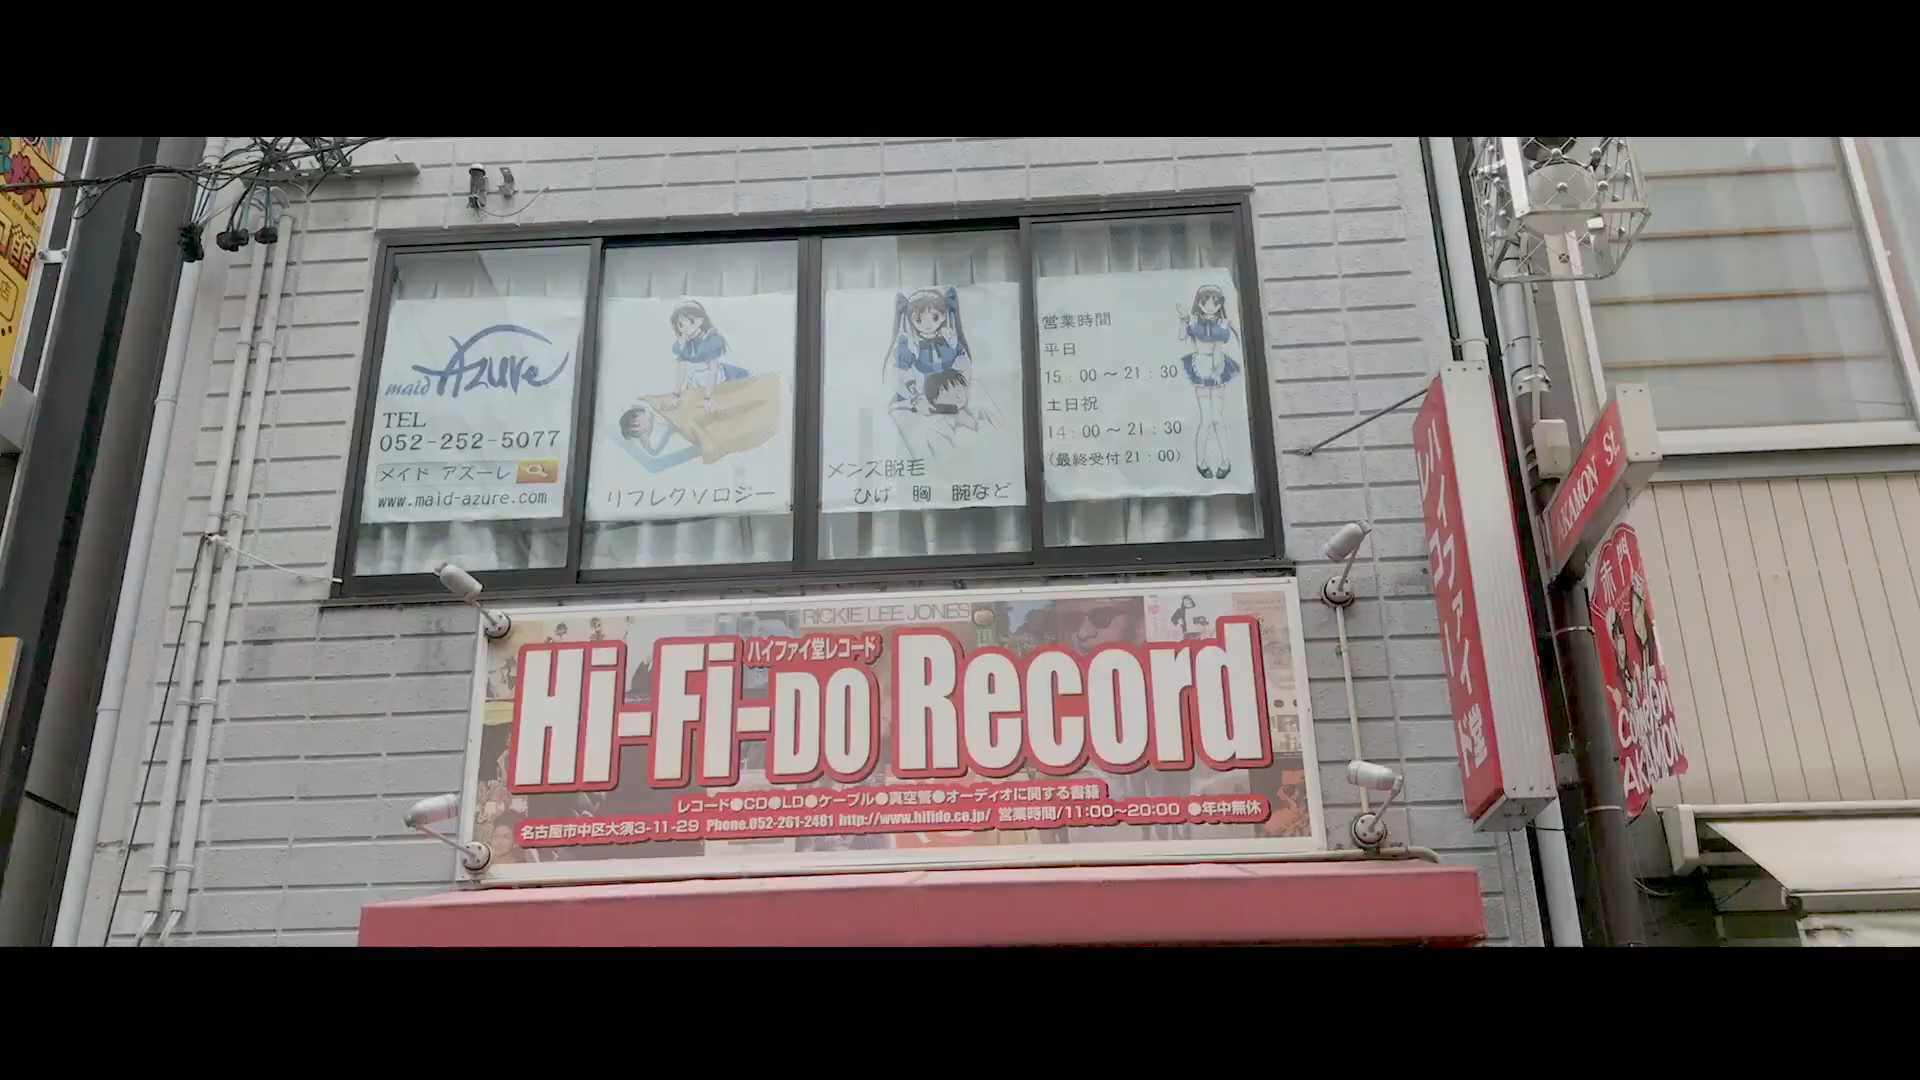 maid Azure
TEL
052-252-5077
メイド アズーレ
www.maid-azure.com
リフレクソロジー
メンズ脱毛
ひげ 胸 腕など
営業時間
平日
15:00～21:30
土日祝
14:00～21:30
(最終受付21:00)
RICKIE LEE JONES
ハイファイ堂レコード
Hi-Fi-DO Record
レコード●CD●LD●ケーブル●真空管●オーディオに関する書籍
名古屋市中区大須3-11-29 Phone.052-261-2481 http://www.hifido.co.jp/ 営業時間/11:00～20:00 ●年中無休
ハイコファイド堂
AKAMON St.
赤門
COMPION
AKAMON
館
店